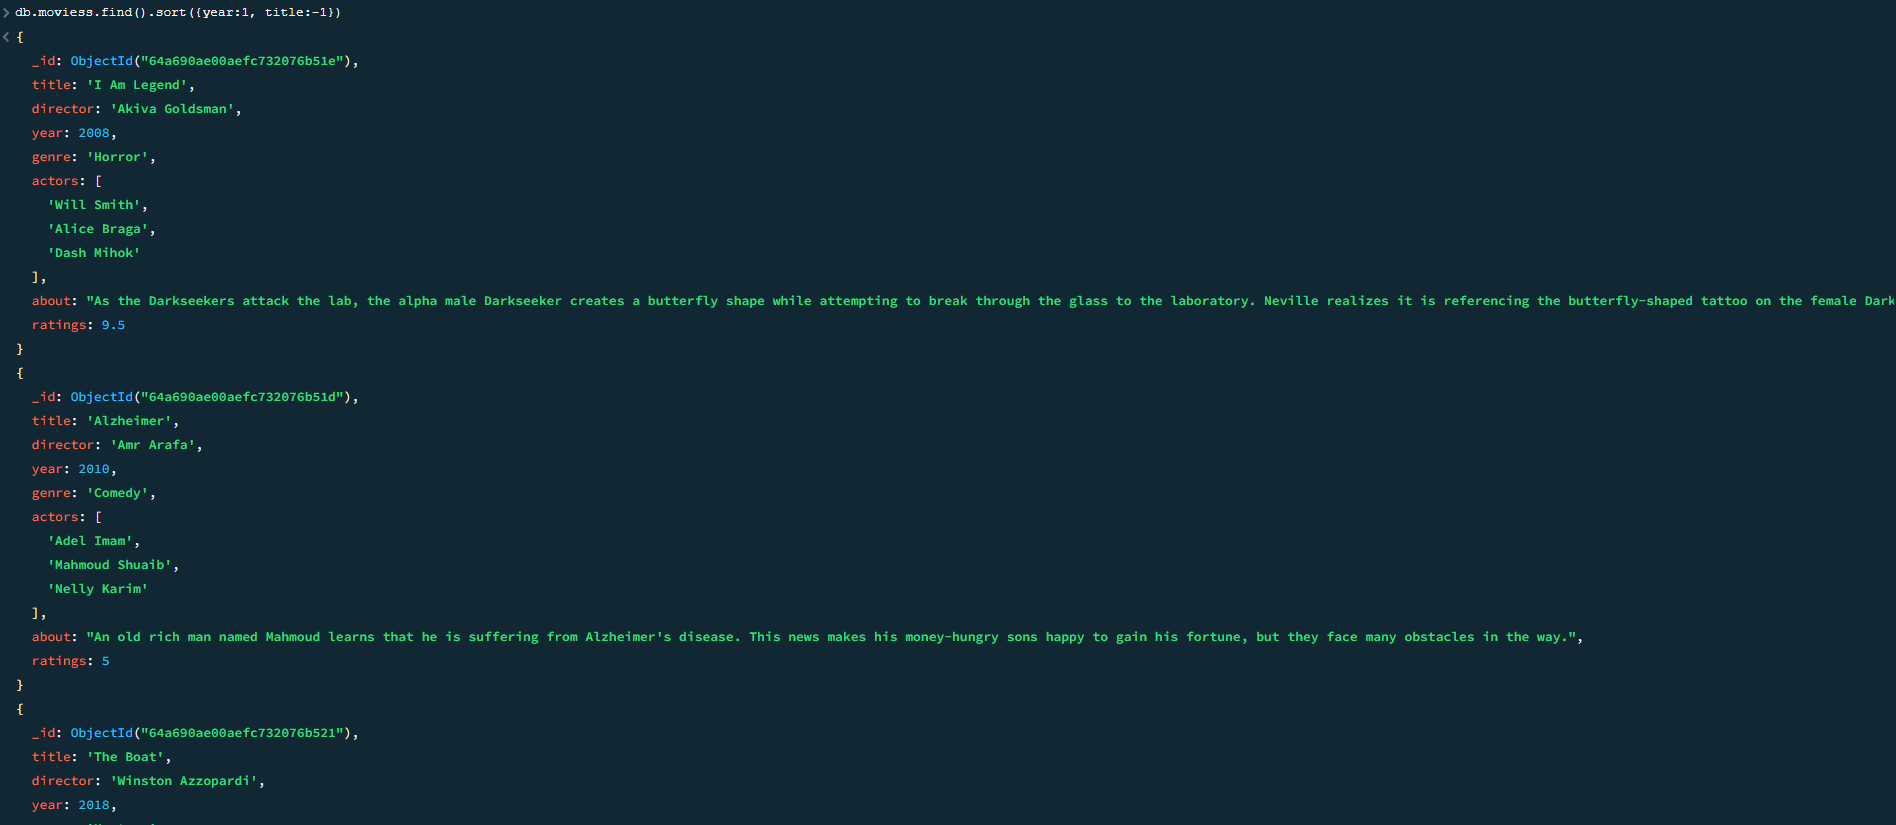 db.moviess.find().sort({year:1, title:-1})
{
_id: ObjectId("64a690ae00aefc732076b51e"),
title: 'I Am Legend',
director: 'Akiva Goldsman',
year: 2008,
genre: 'Horror',
actors: [
'Will Smith',
'Alice Braga',
'Dash Mihok'
],
about: "As the Darkseekers attack the lab, the alpha male Darkseeker creates a butterfly shape while attempting to break through the glass to the laboratory. Neville realizes it is referencing the butterfly-shaped tattoo on the female Dark
ratings: 9.5
}
{
_id: ObjectId("64a690ae00aefc732076b51d"),
title: 'Alzheimer',
director: 'Amr Arafa',
year: 2010,
genre: 'Comedy',
actors: [
'Adel Imam',
'Mahmoud Shuaib',
'Nelly Karim'
],
about: "An old rich man named Mahmoud learns that he is suffering from Alzheimer's disease. This news makes his money-hungry sons happy to gain his fortune, but they face many obstacles in the way.",
ratings: 5
}
{
_id: ObjectId("64a690ae00aefc732076b521"),
title: 'The Boat',
director: 'Winston Azzopardi',
year: 2018,